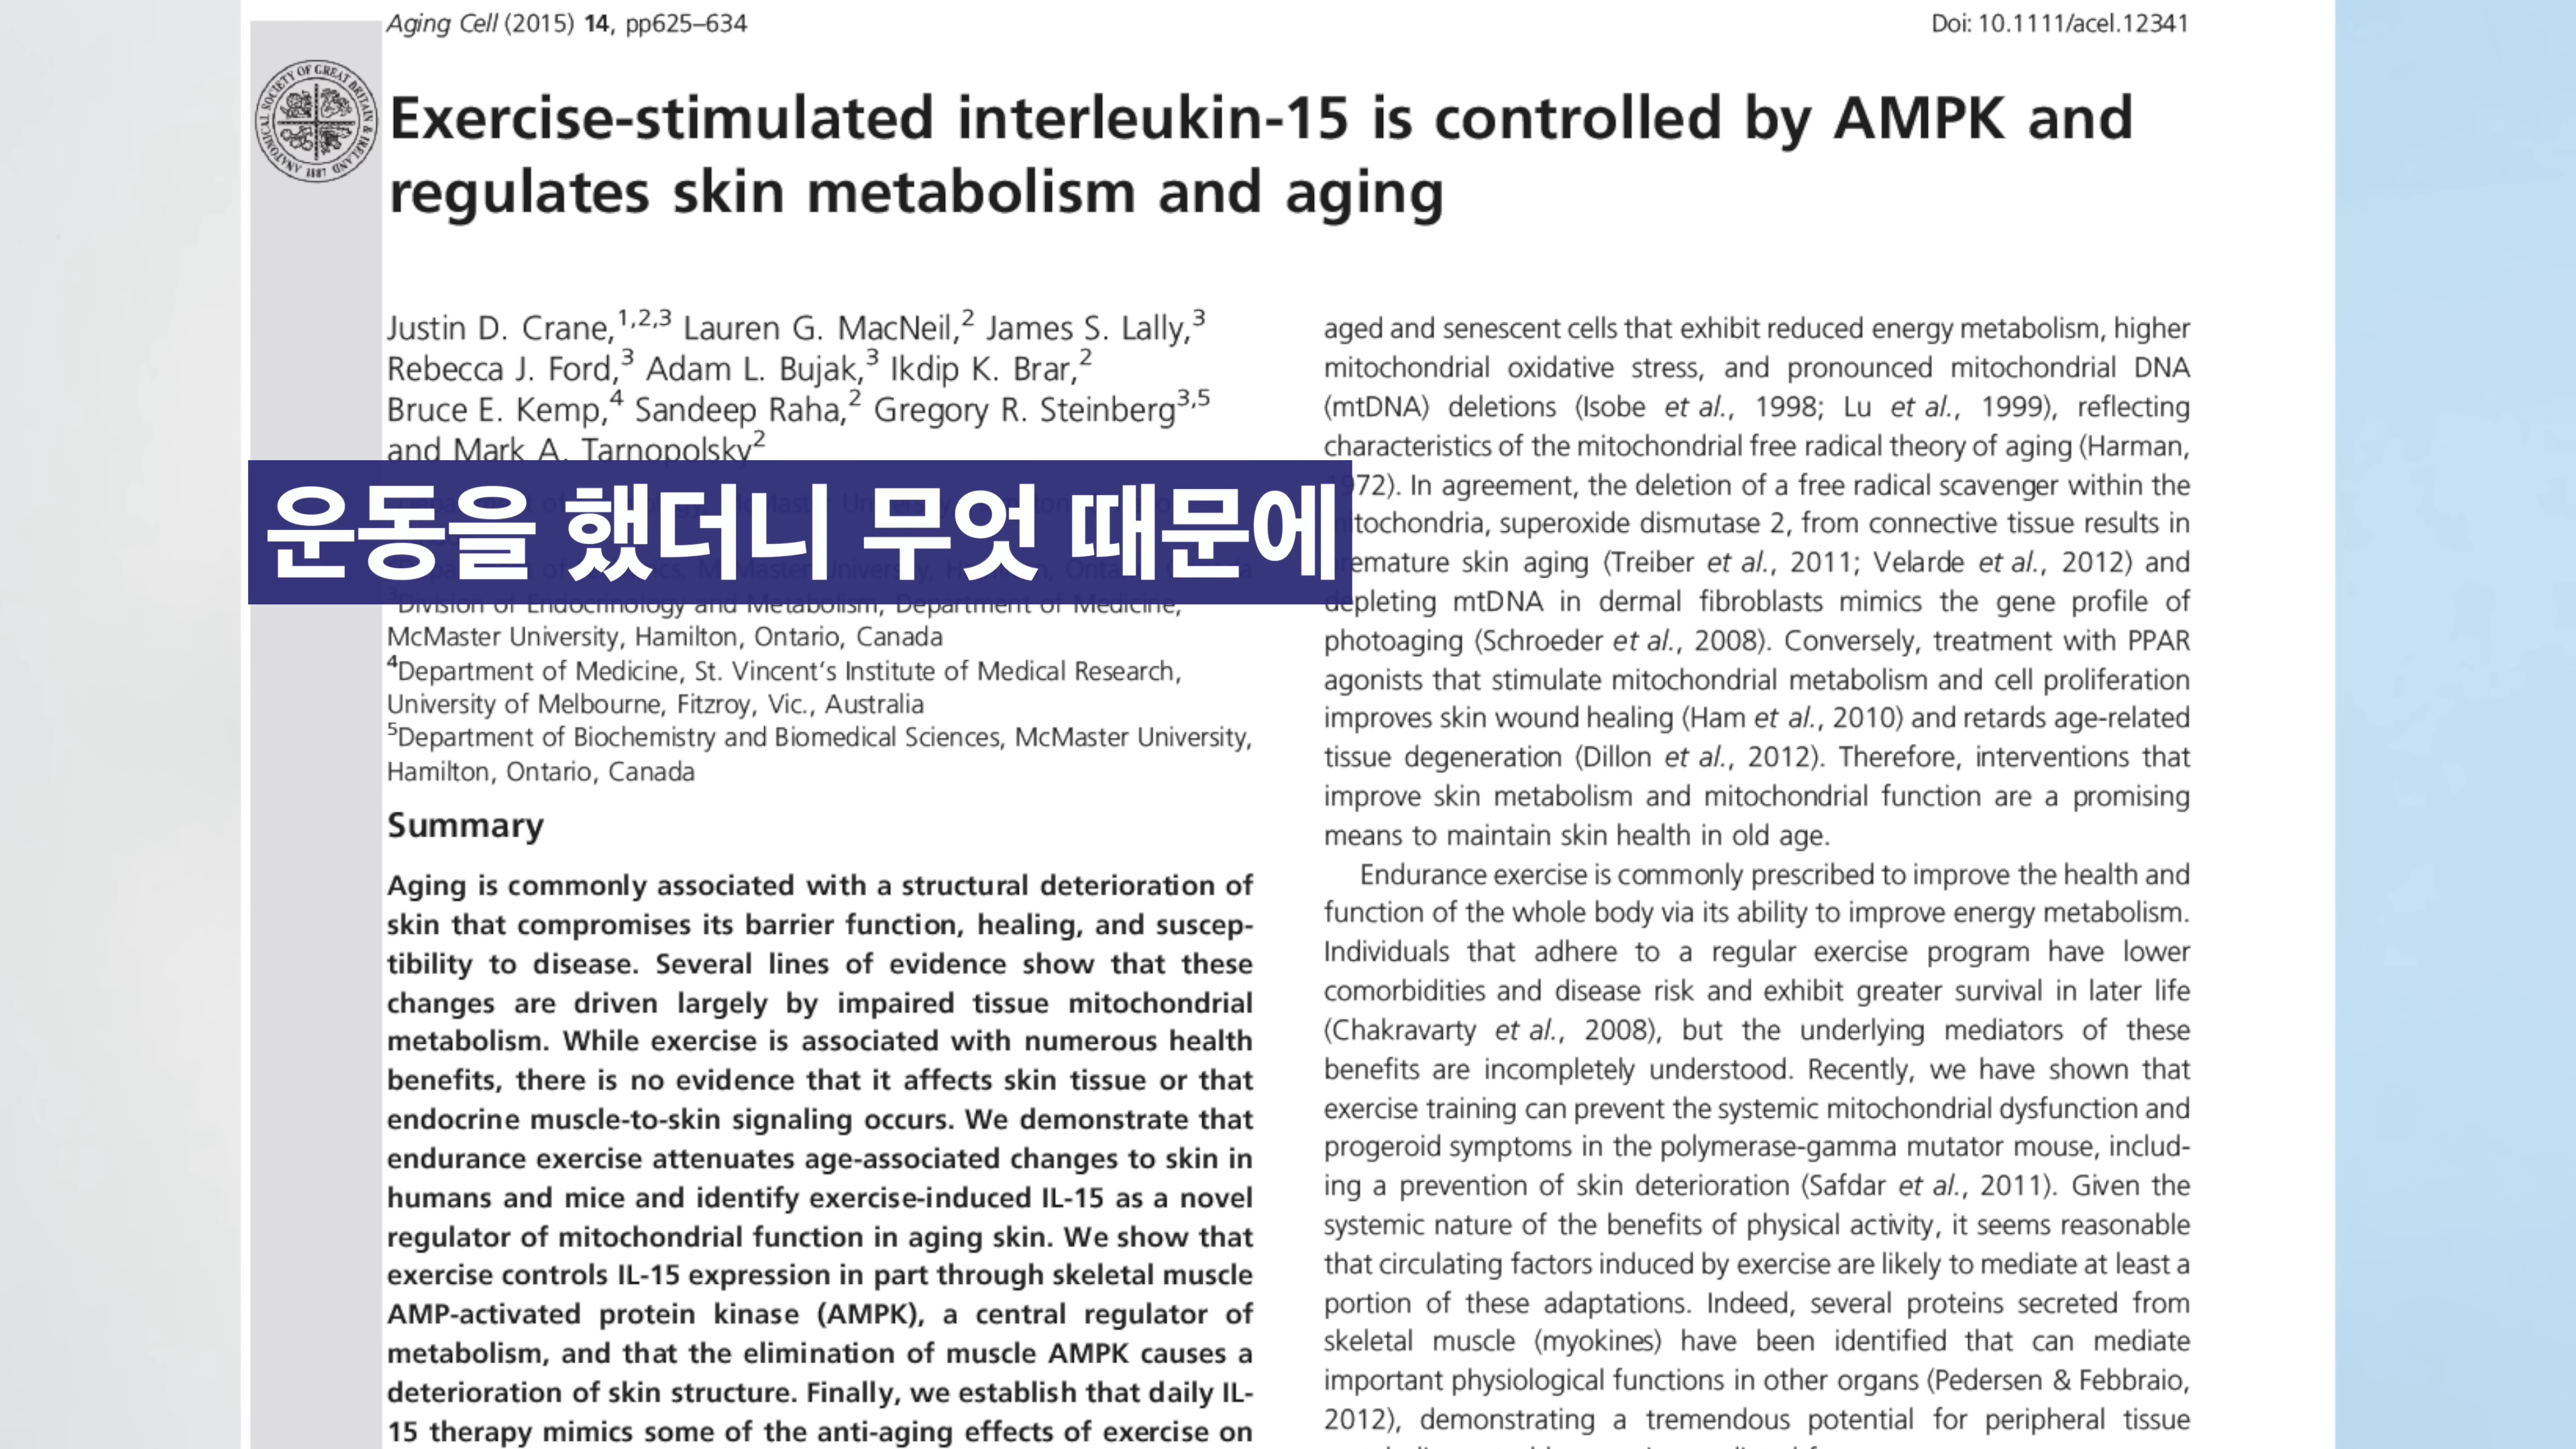 Aging Cell (2015) 14, pp625–634
Doi: 10.1111/acel.12341
ANATOMICAL SOCIETY OF GREAT BRITAIN & IRELAND
1887
Exercise-stimulated interleukin-15 is controlled by AMPK and
regulates skin metabolism and aging
Justin D. Crane,1,2,3 Lauren G. MacNeil,2 James S. Lally,3
Rebecca J. Ford,3 Adam L. Bujak,3 Ikdip K. Brar,2
Bruce E. Kemp,4 Sandeep Raha,2 Gregory R. Steinberg3,5
and Mark A. Tarnopolsky2
운동을 했더니 무엇 때문에
3Division of Endocrinology and Metabolism, Department of Medicine,
McMaster University, Hamilton, Ontario, Canada
4Department of Medicine, St. Vincent's Institute of Medical Research,
University of Melbourne, Fitzroy, Vic., Australia
5Department of Biochemistry and Biomedical Sciences, McMaster University,
Hamilton, Ontario, Canada
Summary
Aging is commonly associated with a structural deterioration of
skin that compromises its barrier function, healing, and suscep-
tibility to disease. Several lines of evidence show that these
changes are driven largely by impaired tissue mitochondrial
metabolism. While exercise is associated with numerous health
benefits, there is no evidence that it affects skin tissue or that
endocrine muscle-to-skin signaling occurs. We demonstrate that
endurance exercise attenuates age-associated changes to skin in
humans and mice and identify exercise-induced IL-15 as a novel
regulator of mitochondrial function in aging skin. We show that
exercise controls IL-15 expression in part through skeletal muscle
AMP-activated protein kinase (AMPK), a central regulator of
metabolism, and that the elimination of muscle AMPK causes a
deterioration of skin structure. Finally, we establish that daily IL-
15 therapy mimics some of the anti-aging effects of exercise on
aged and senescent cells that exhibit reduced energy metabolism, higher
mitochondrial oxidative stress, and pronounced mitochondrial DNA
(mtDNA) deletions (Isobe et al., 1998; Lu et al., 1999), reflecting
characteristics of the mitochondrial free radical theory of aging (Harman,
972). In agreement, the deletion of a free radical scavenger within the
tochondria, superoxide dismutase 2, from connective tissue results in
emature skin aging (Treiber et al., 2011; Velarde et al., 2012) and
depleting mtDNA in dermal fibroblasts mimics the gene profile of
photoaging (Schroeder et al., 2008). Conversely, treatment with PPAR
agonists that stimulate mitochondrial metabolism and cell proliferation
improves skin wound healing (Ham et al., 2010) and retards age-related
tissue degeneration (Dillon et al., 2012). Therefore, interventions that
improve skin metabolism and mitochondrial function are a promising
means to maintain skin health in old age.
Endurance exercise is commonly prescribed to improve the health and
function of the whole body via its ability to improve energy metabolism.
Individuals that adhere to a regular exercise program have lower
comorbidities and disease risk and exhibit greater survival in later life
(Chakravarty et al., 2008), but the underlying mediators of these
benefits are incompletely understood. Recently, we have shown that
exercise training can prevent the systemic mitochondrial dysfunction and
progeroid symptoms in the polymerase-gamma mutator mouse, includ-
ing a prevention of skin deterioration (Safdar et al., 2011). Given the
systemic nature of the benefits of physical activity, it seems reasonable
that circulating factors induced by exercise are likely to mediate at least a
portion of these adaptations. Indeed, several proteins secreted from
skeletal muscle (myokines) have been identified that can mediate
important physiological functions in other organs (Pedersen & Febbraio,
2012), demonstrating a tremendous potential for peripheral tissue